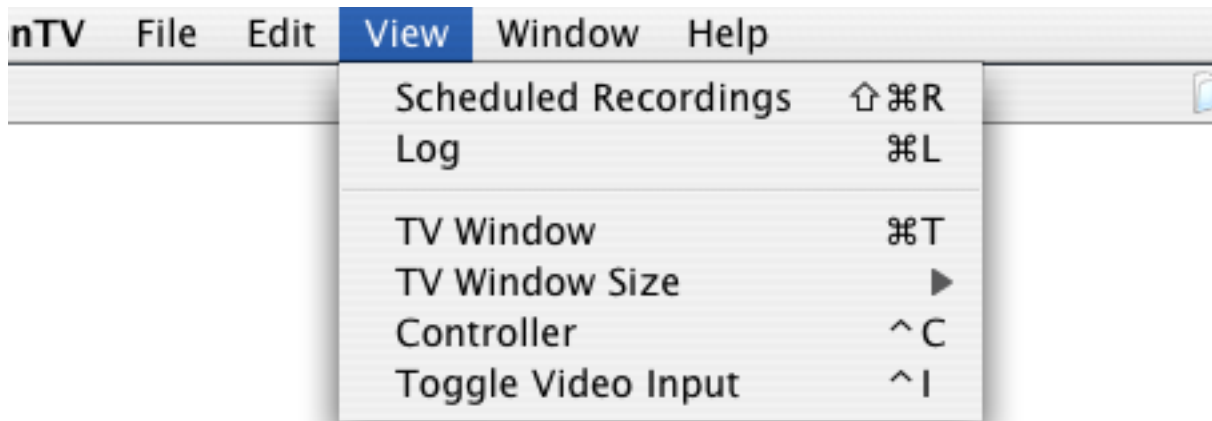 nTV File Edit View Window Help
Scheduled Recordings ⇧⌘R
Log ⌘L
TV Window ⌘T
TV Window Size ▶
Controller ^C
Toggle Video Input ^I